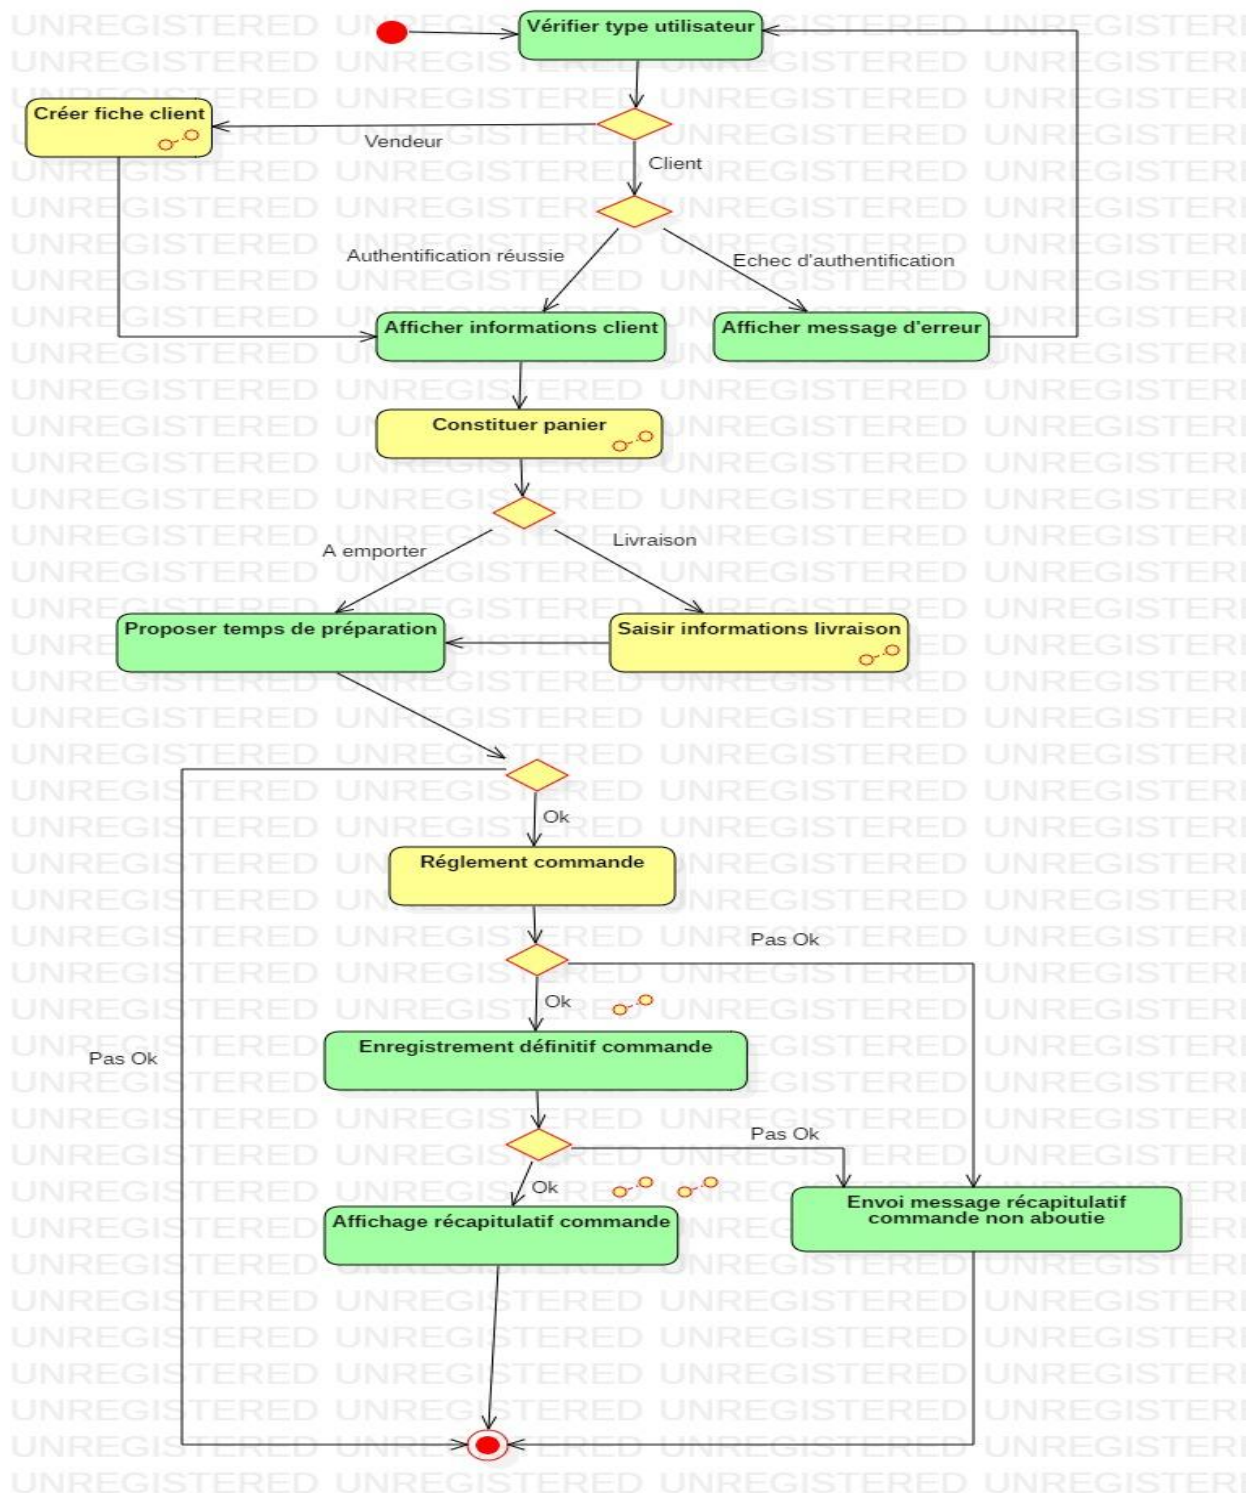 Vérifier type utilisateur
Créer fiche client
Vendeur
Client
Authentification réussie
Echec d'authentification
Afficher informations client
Afficher message d'erreur
Constituer panier
A emporter
Livraison
Proposer temps de préparation
Saisir informations livraison
Ok
Réglement commande
Pas Ok
Ok
Enregistrement définitif commande
Pas Ok
Pas Ok
Ok
Affichage récapitulatif commande
Envoi message récapitulatif
commande non aboutie
UNREGISTERED